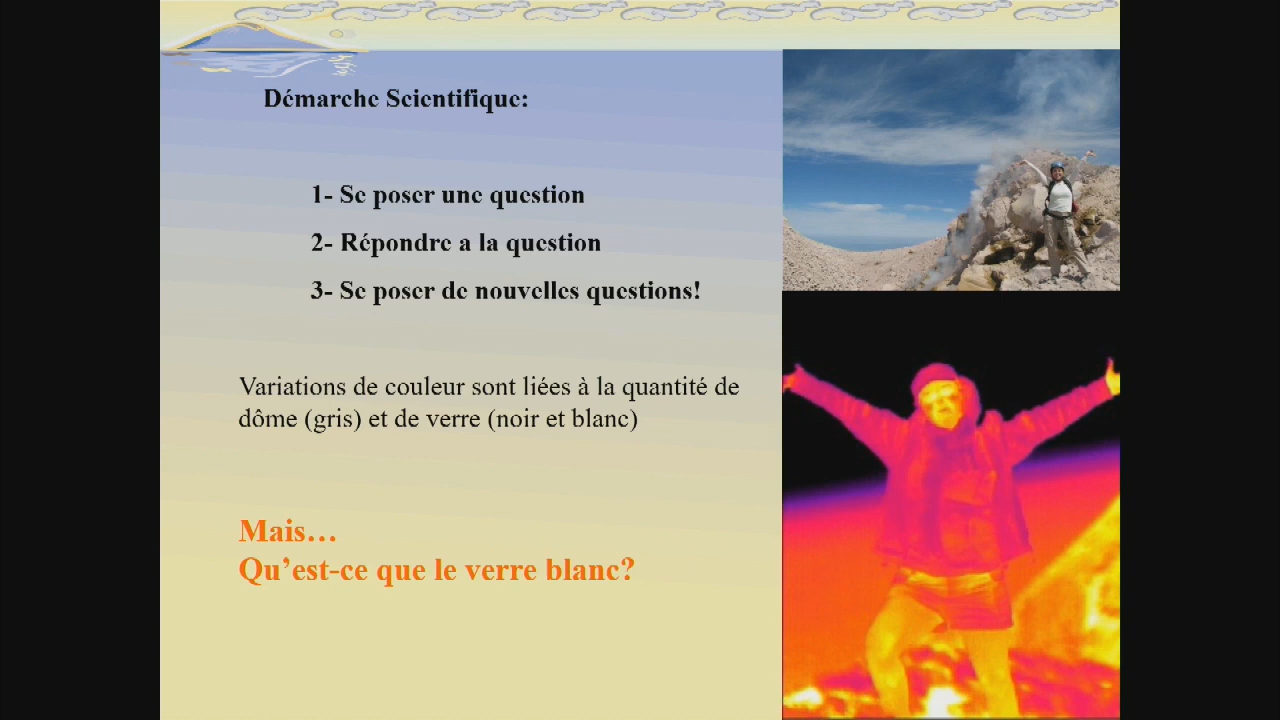 Démarche Scientifique:
1- Se poser une question
2- Répondre a la question
3- Se poser de nouvelles questions!
Variations de couleur sont liées à la quantité de
dôme (gris) et de verre (noir et blanc)
Mais…
Qu’est-ce que le verre blanc?